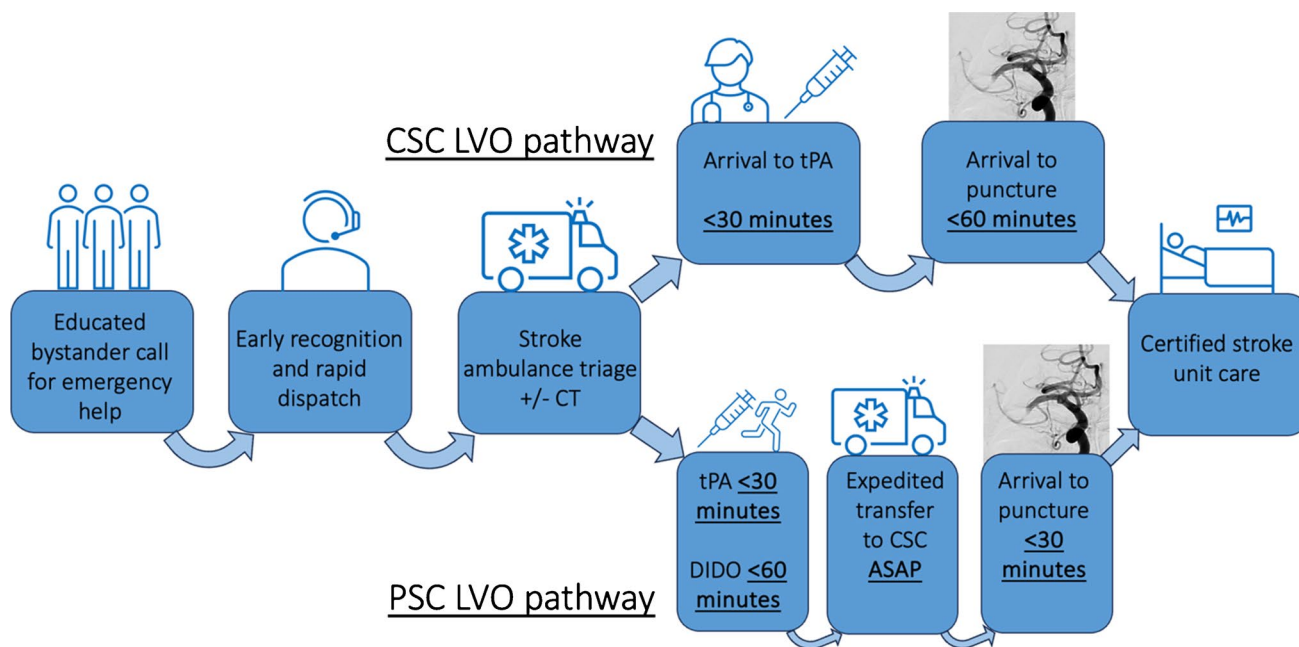 CSC LVO pathway
Educated
bystander call
for emergency
help
Early recognition
and rapid
dispatch
Stroke
ambulance triage
+/- CT
Arrival to tPA
<30 minutes
Arrival to
puncture
<60 minutes
PSC LVO pathway
tPA <30
minutes
DIDO <60
minutes
Expedited
transfer
to CSC
ASAP
Arrival to
puncture
<30
minutes
Certified stroke
unit care